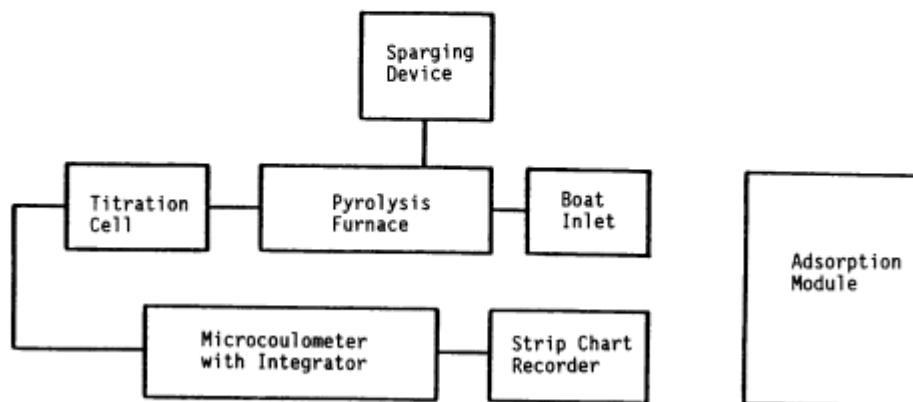 Sparging
Device
Titration
Cell
Pyrolysis
Furnace
Boat
Inlet
Adsorption
Module
Microcoulometer
with Integrator
Strip Chart
Recorder